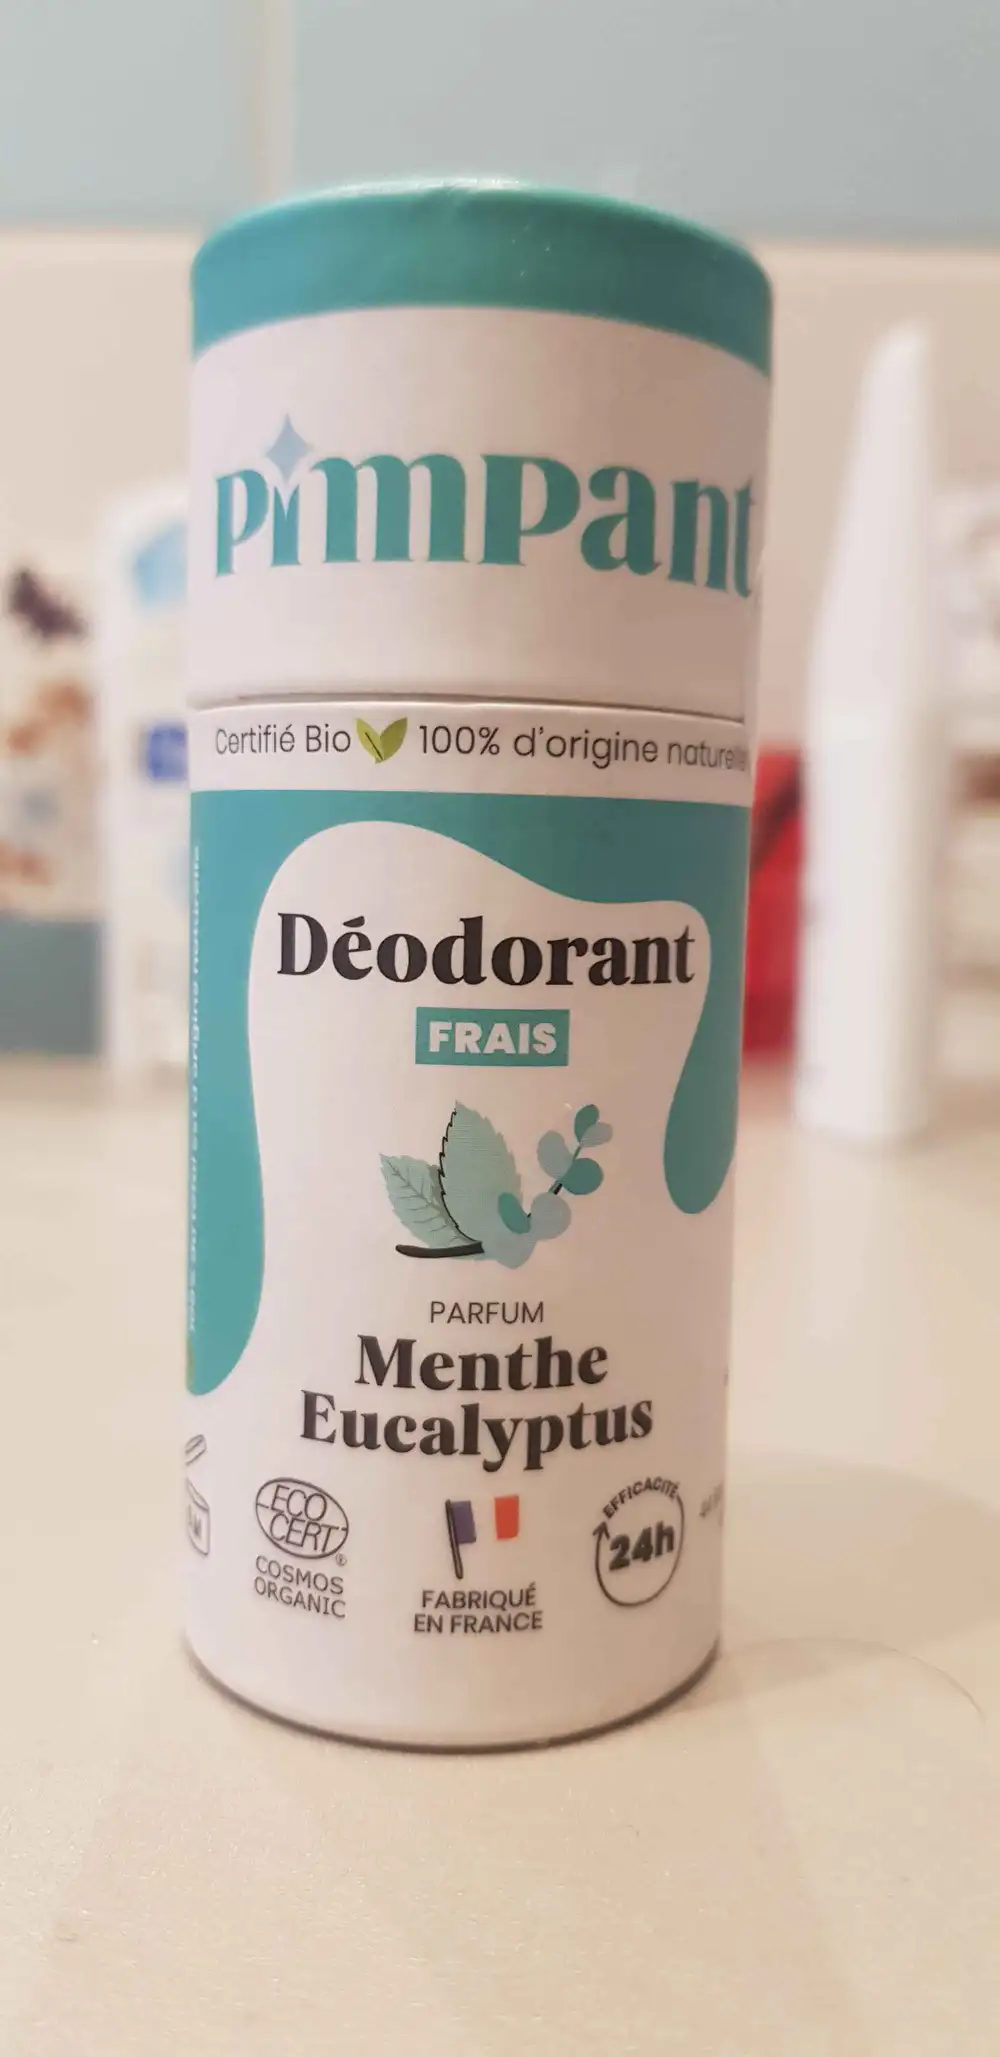 Pimpant
Certifié Bio 100% d'origine naturelle
Déodorant
FRAIS
PARFUM
Menthe
Eucalyptus
ECO
CERT®
COSMOS
ORGANIC
FABRIQUÉ
EN FRANCE
EFFICACITÉ
24h